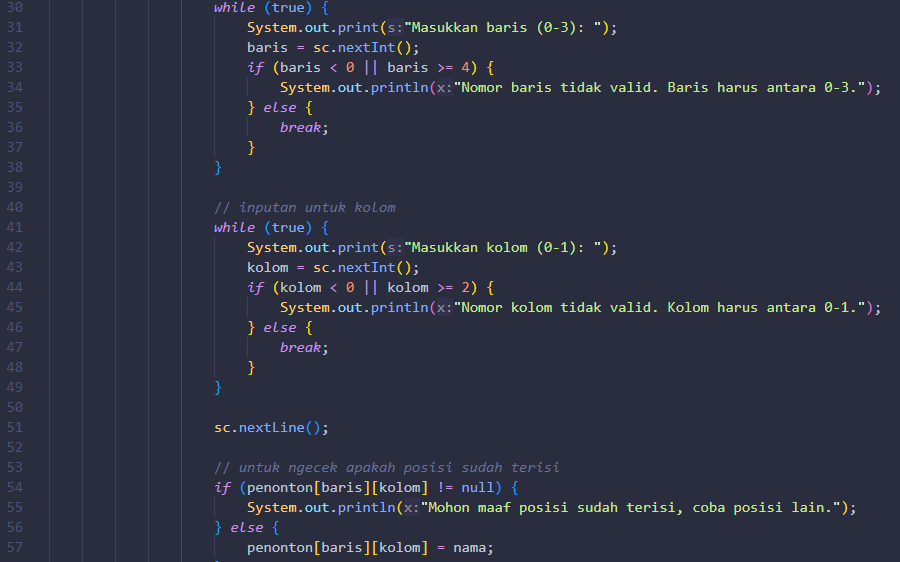 30 while (true) {
31 System.out.print(s:"Masukkan baris (0-3): ");
32 baris = sc.nextInt();
33 if (baris < 0 || baris >= 4) {
34 System.out.println(x:"Nomor baris tidak valid. Baris harus antara 0-3.");
35 } else {
36 break;
37 }
38 }
39
40 // inputan untuk kolom
41 while (true) {
42 System.out.print(s:"Masukkan kolom (0-1): ");
43 kolom = sc.nextInt();
44 if (kolom < 0 || kolom >= 2) {
45 System.out.println(x:"Nomor kolom tidak valid. Kolom harus antara 0-1.");
46 } else {
47 break;
48 }
49 }
50
51 sc.nextLine();
52
53 // untuk ngecek apakah posisi sudah terisi
54 if (penonton[baris][kolom] != null) {
55 System.out.println(x:"Mohon maaf posisi sudah terisi, coba posisi lain.");
56 } else {
57 penonton[baris][kolom] = nama;